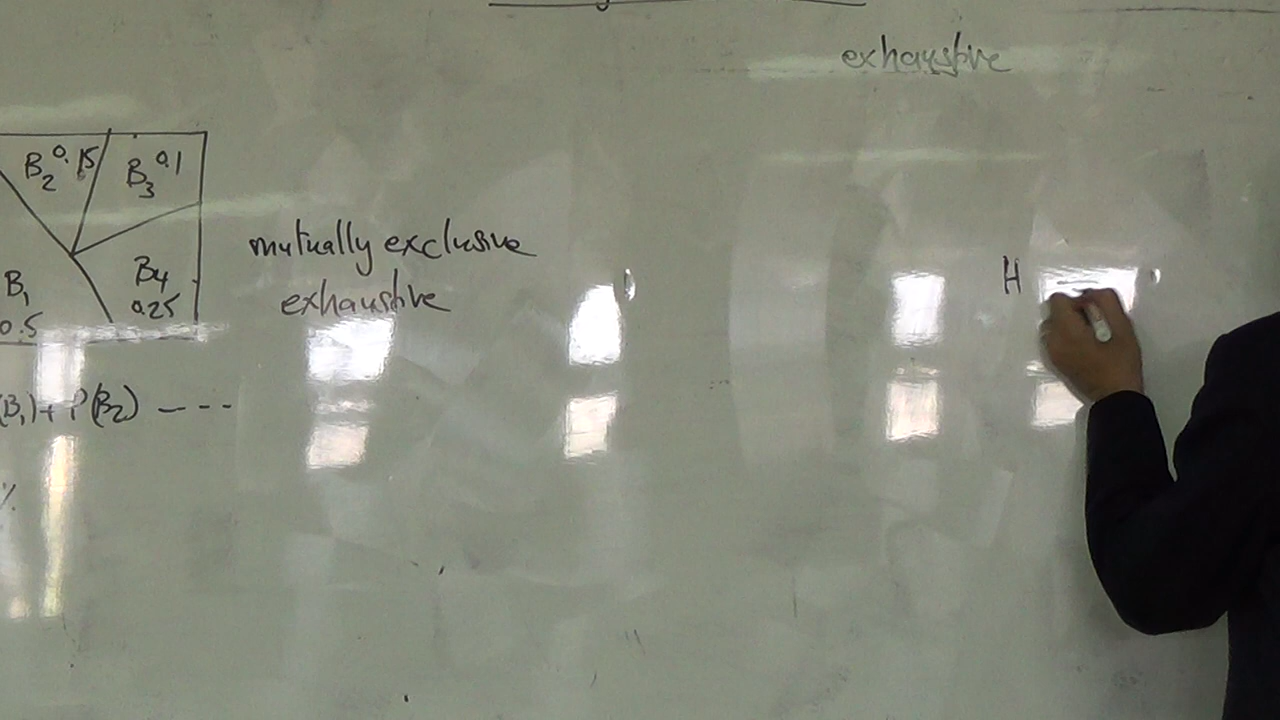 exhaustive
B2 0.15
B3 0.1
B1
0.5
B4
0.25
mutually exclusive
exhaustive
(B1)+ P(B2) ----
%
H